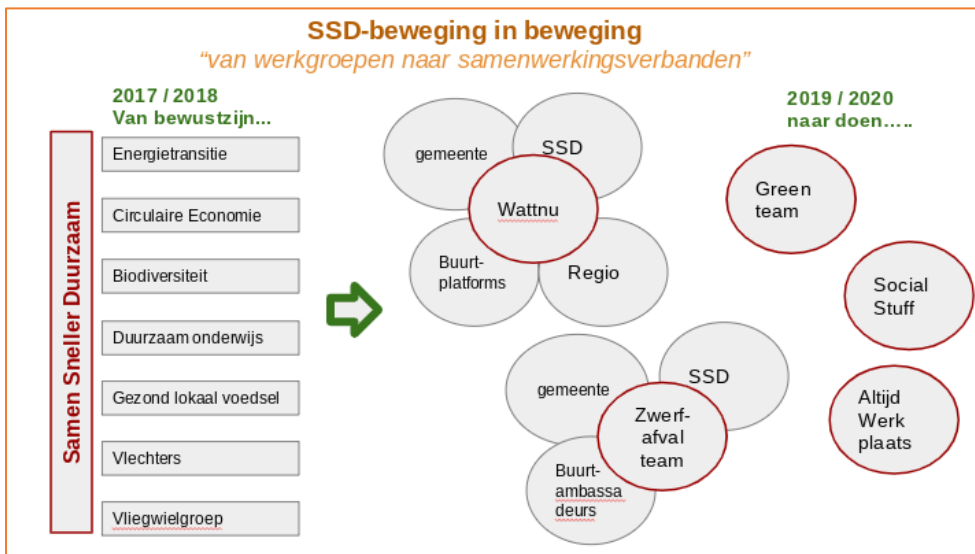 SSD-beweging in beweging
“van werkgroepen naar samenwerkingsverbanden”
2017 / 2018
Van bewustzijn...
Samen Sneller Duurzaam
Energietransitie
Circulaire Economie
Biodiversiteit
Duurzaam onderwijs
Gezond lokaal voedsel
Vlechters
Vliegwielgroep
gemeente
SSD
Wattnu
Buurt-
platforms
Regio
gemeente
SSD
Zwerf-
afval
team
Buurt-
ambassa
deurs
2019 / 2020
naar doen…..
Green
team
Social
Stuff
Altijd
Werk
plaats